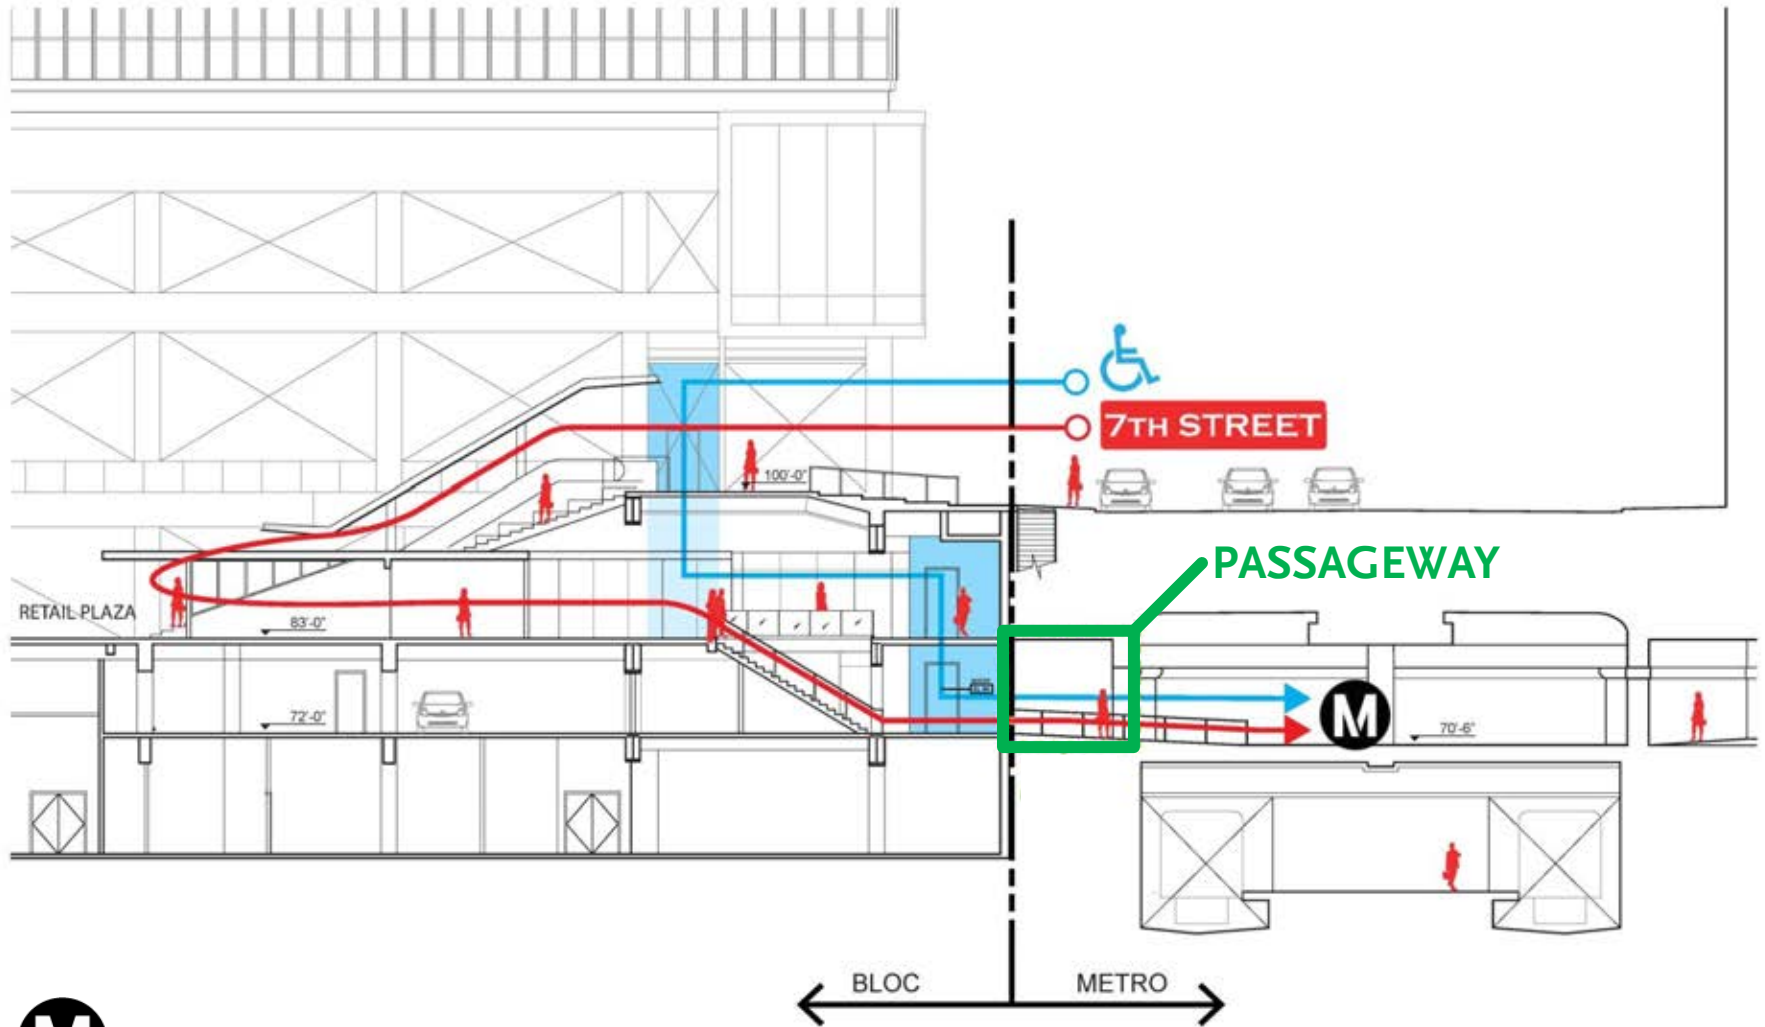 7TH STREET
100'-0"
PASSAGEWAY
RETAIL PLAZA
83'-0"
72'-0"
M
70'-6"
BLOC
METRO
M